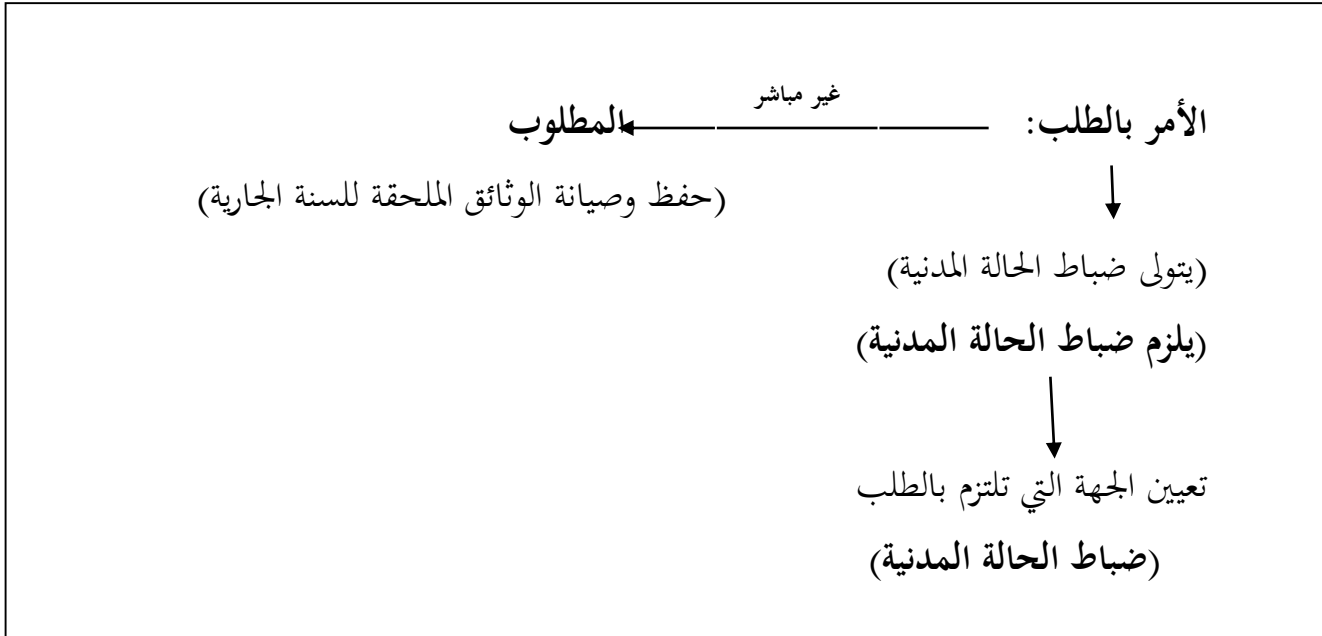 غير مباشر
الأمر بالطلب: المطلوب
(حفظ وصيانة الوثائق الملحقة للسنة الجارية)
(يتولى ضباط الحالة المدنية)
(يلزم ضباط الحالة المدنية)
تعيين الجهة التي تلتزم بالطلب
(ضباط الحالة المدنية)